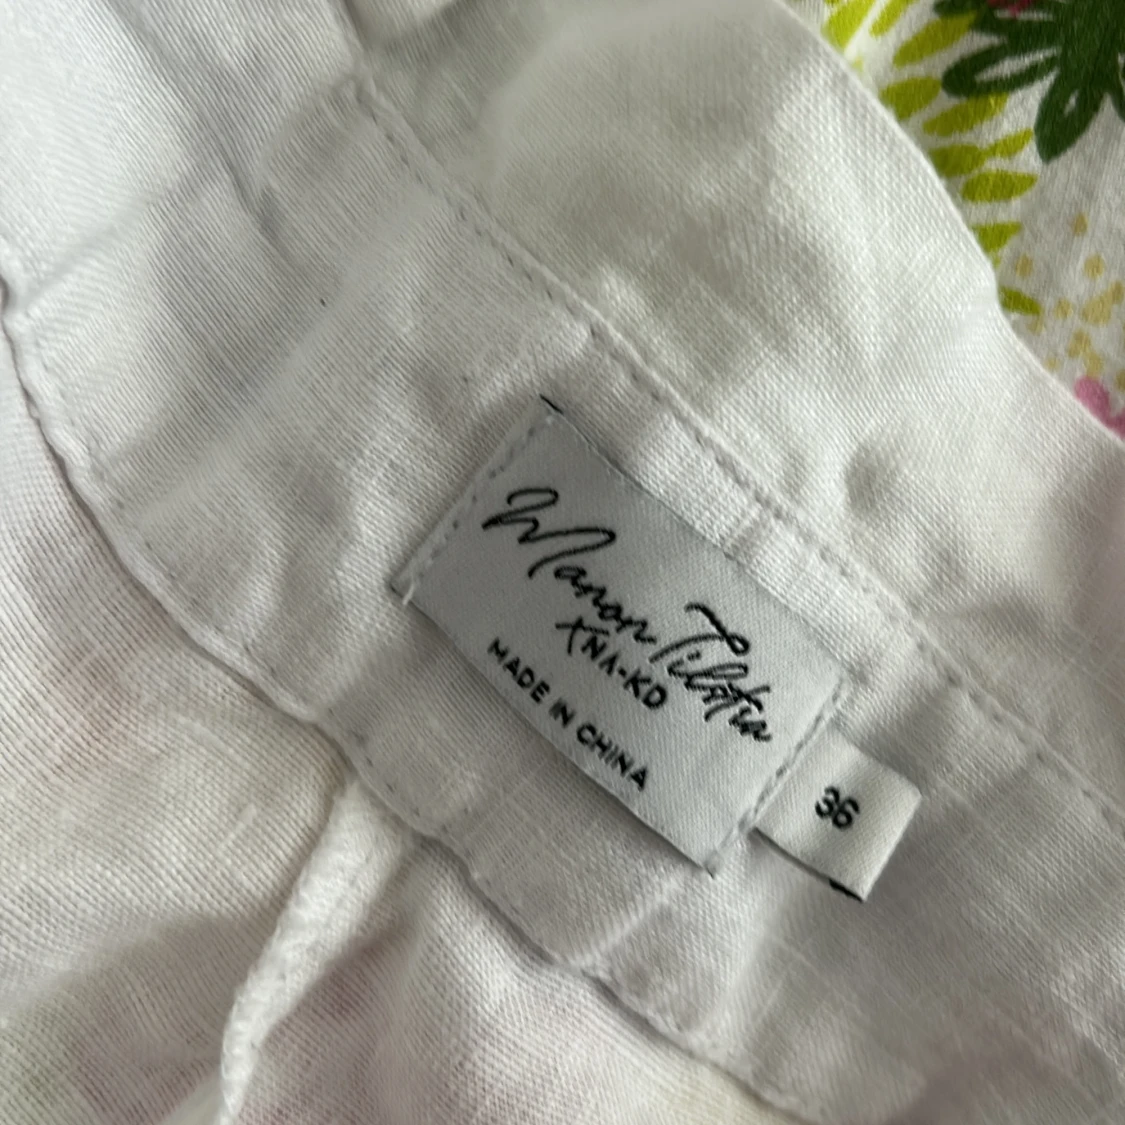 Manon Tilstra
XNA-KD
MADE IN CHINA
36